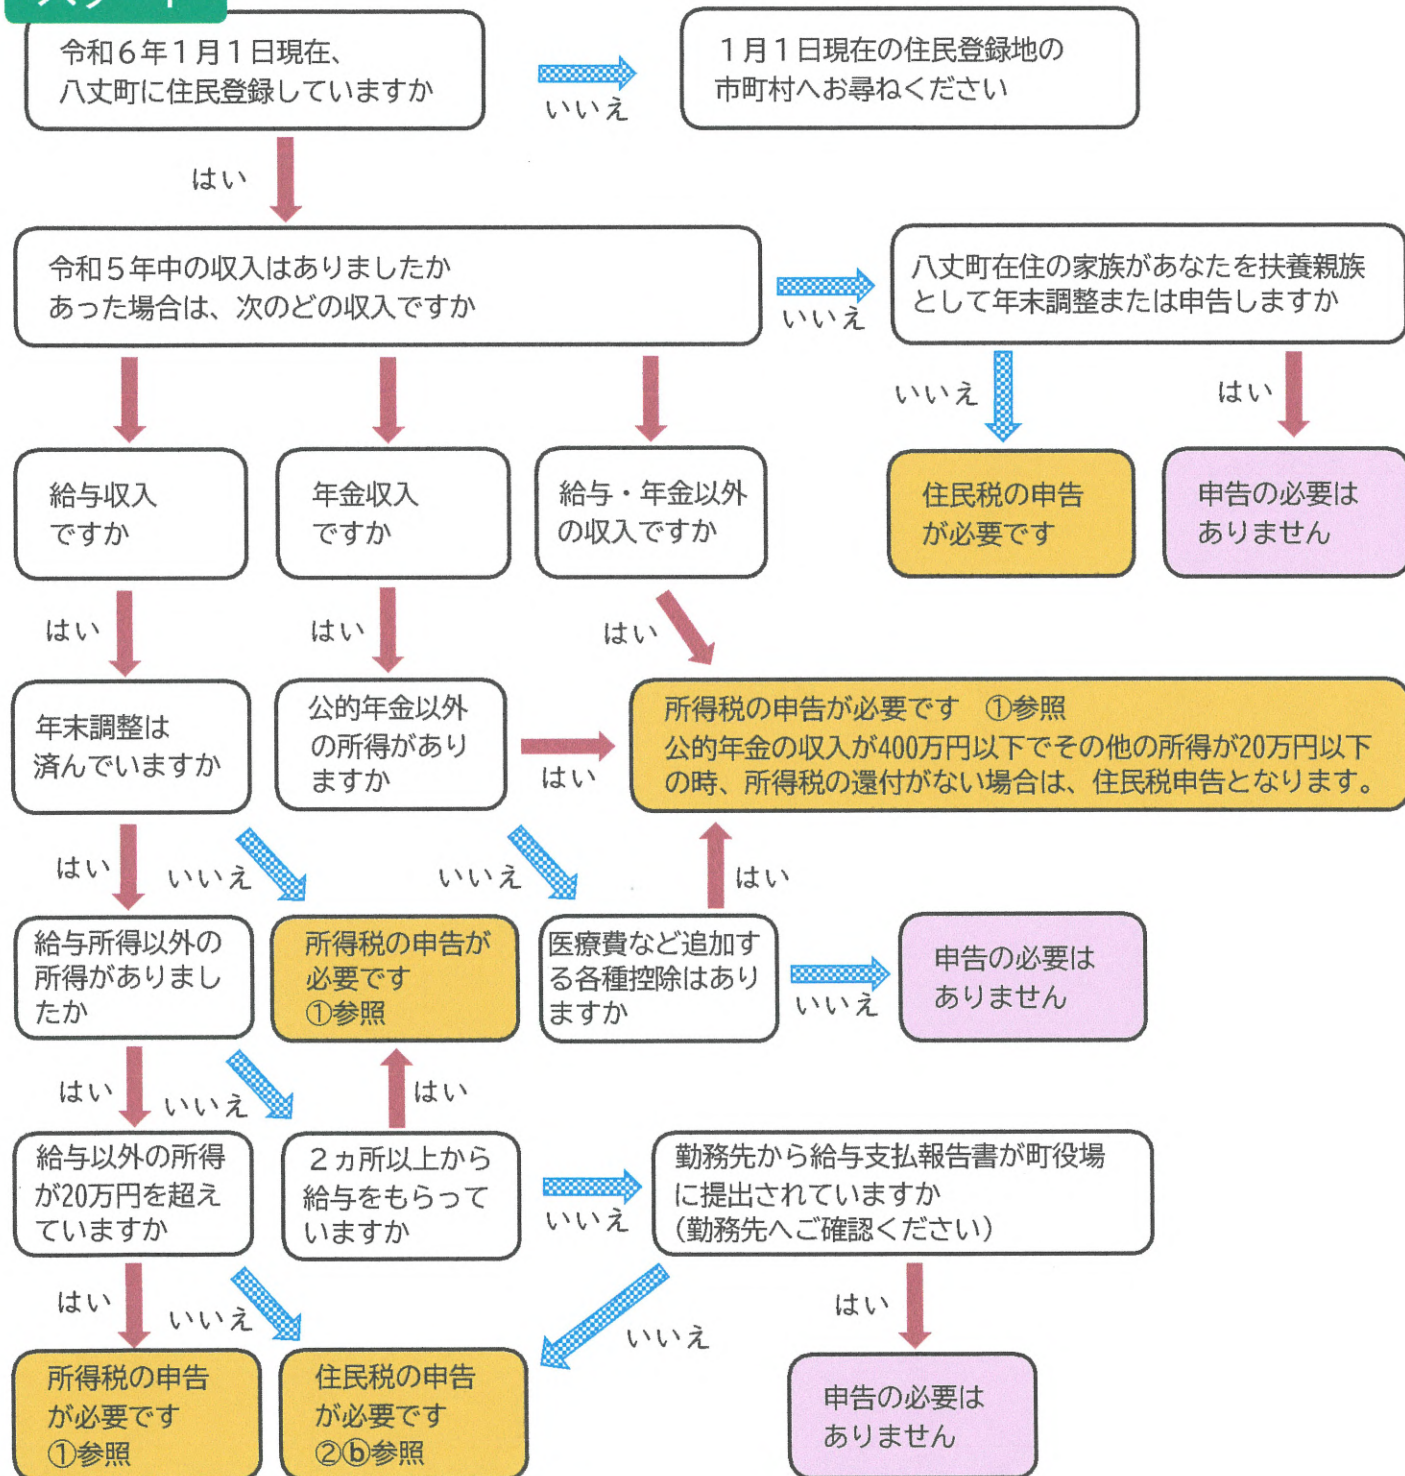 令和６年１月１日現在、
八丈町に住民登録していますか
いいえ
１月１日現在の住民登録地の
市町村へお尋ねください
はい
令和５年中の収入はありましたか
あった場合は、次のどの収入ですか
いいえ
八丈町在住の家族があなたを扶養親族
として年末調整または申告しますか
いいえ
はい
住民税の申告
が必要です
申告の必要は
ありません
給与収入
ですか
年金収入
ですか
給与・年金以外
の収入ですか
はい
はい
はい
年末調整は
済んでいますか
公的年金以外
の所得があり
ますか
はい
所得税の申告が必要です　①参照
公的年金の収入が400万円以下でその他の所得が20万円以下
の時、所得税の還付がない場合は、住民税申告となります。
はい
いいえ
いいえ
はい
給与所得以外の
所得がありまし
たか
所得税の申告が
必要です
①参照
医療費など追加す
る各種控除はあり
ますか
いいえ
申告の必要は
ありません
はい
いいえ
はい
給与以外の所得
が20万円を超え
ていますか
２ヵ所以上から
給与をもらって
いますか
いいえ
勤務先から給与支払報告書が町役場
に提出されていますか
（勤務先へご確認ください）
はい
いいえ
いいえ
はい
所得税の申告
が必要です
①参照
住民税の申告
が必要です
②ⓑ参照
申告の必要は
ありません